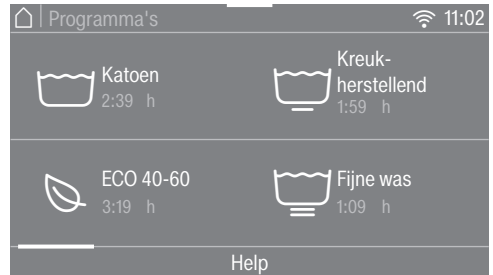 Programma's
11:02
Katoen
2:39 h
Kreuk-
herstellend
1:59 h
ECO 40-60
3:19 h
Fijne was
1:09 h
Help